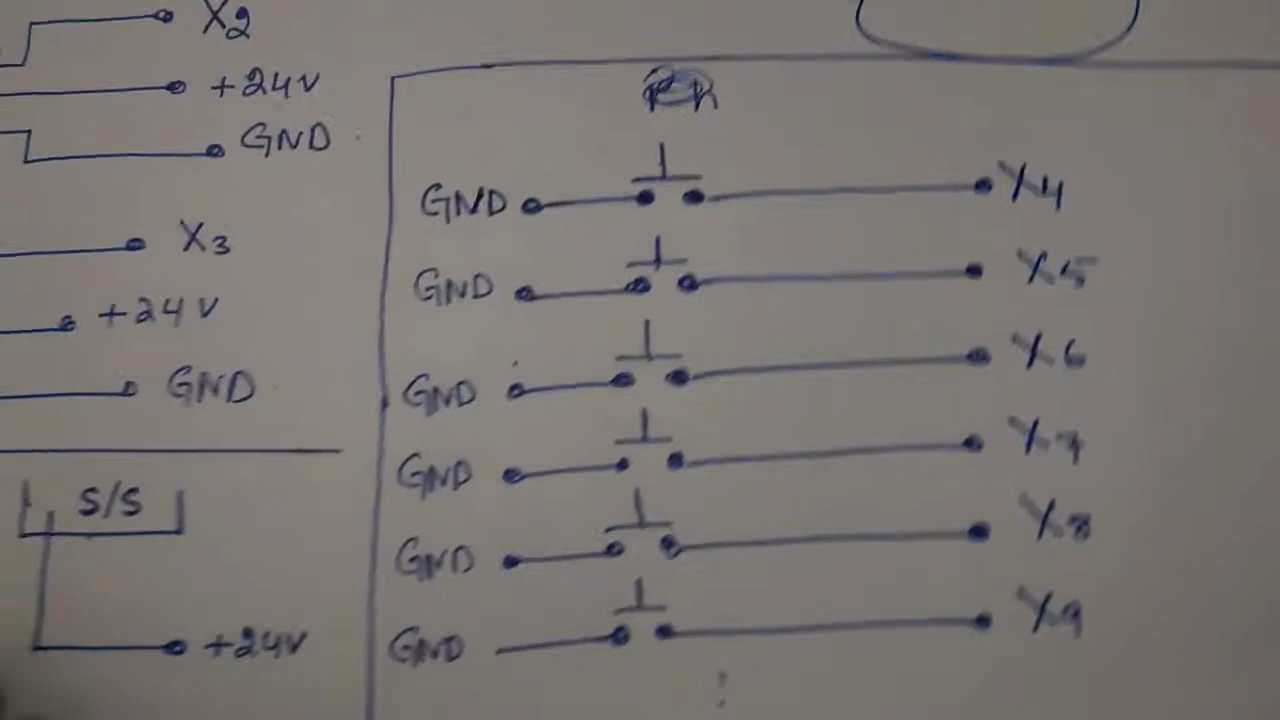 X2
+24V
GND
X3
+24V
GND
S/S
+24V
GND X4
GND X5
GND X6
GND X7
GND X8
GND X9